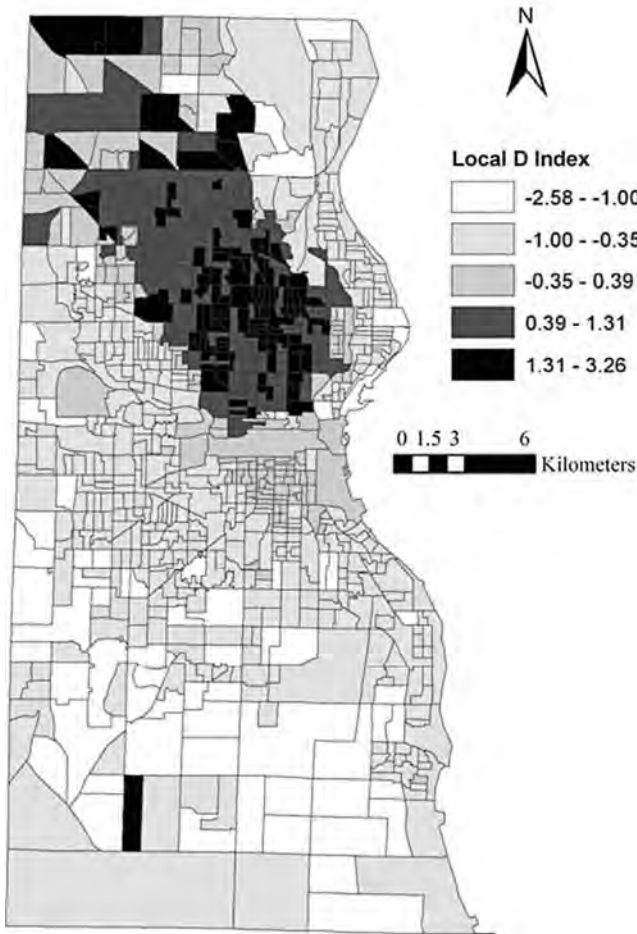 N
Local D Index
-2.58 - -1.00
-1.00 - -0.35
-0.35 - 0.39
0.39 - 1.31
1.31 - 3.26
0 1.5 3 6
Kilometers